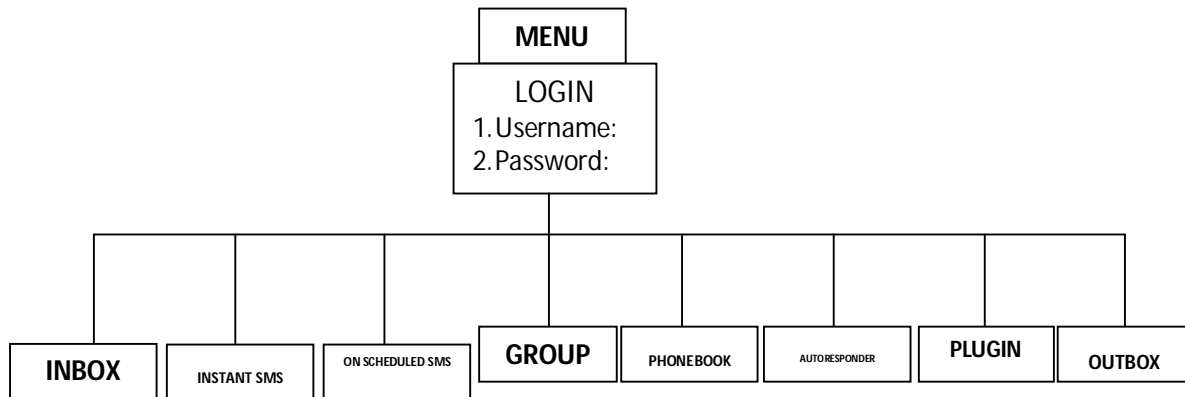 MENU
LOGIN
1.Username:
2.Password:
INBOX
INSTANT SMS
ON SCHEDULED SMS
GROUP
PHONEBOOK
AUTORESPONDER
PLUGIN
OUTBOX